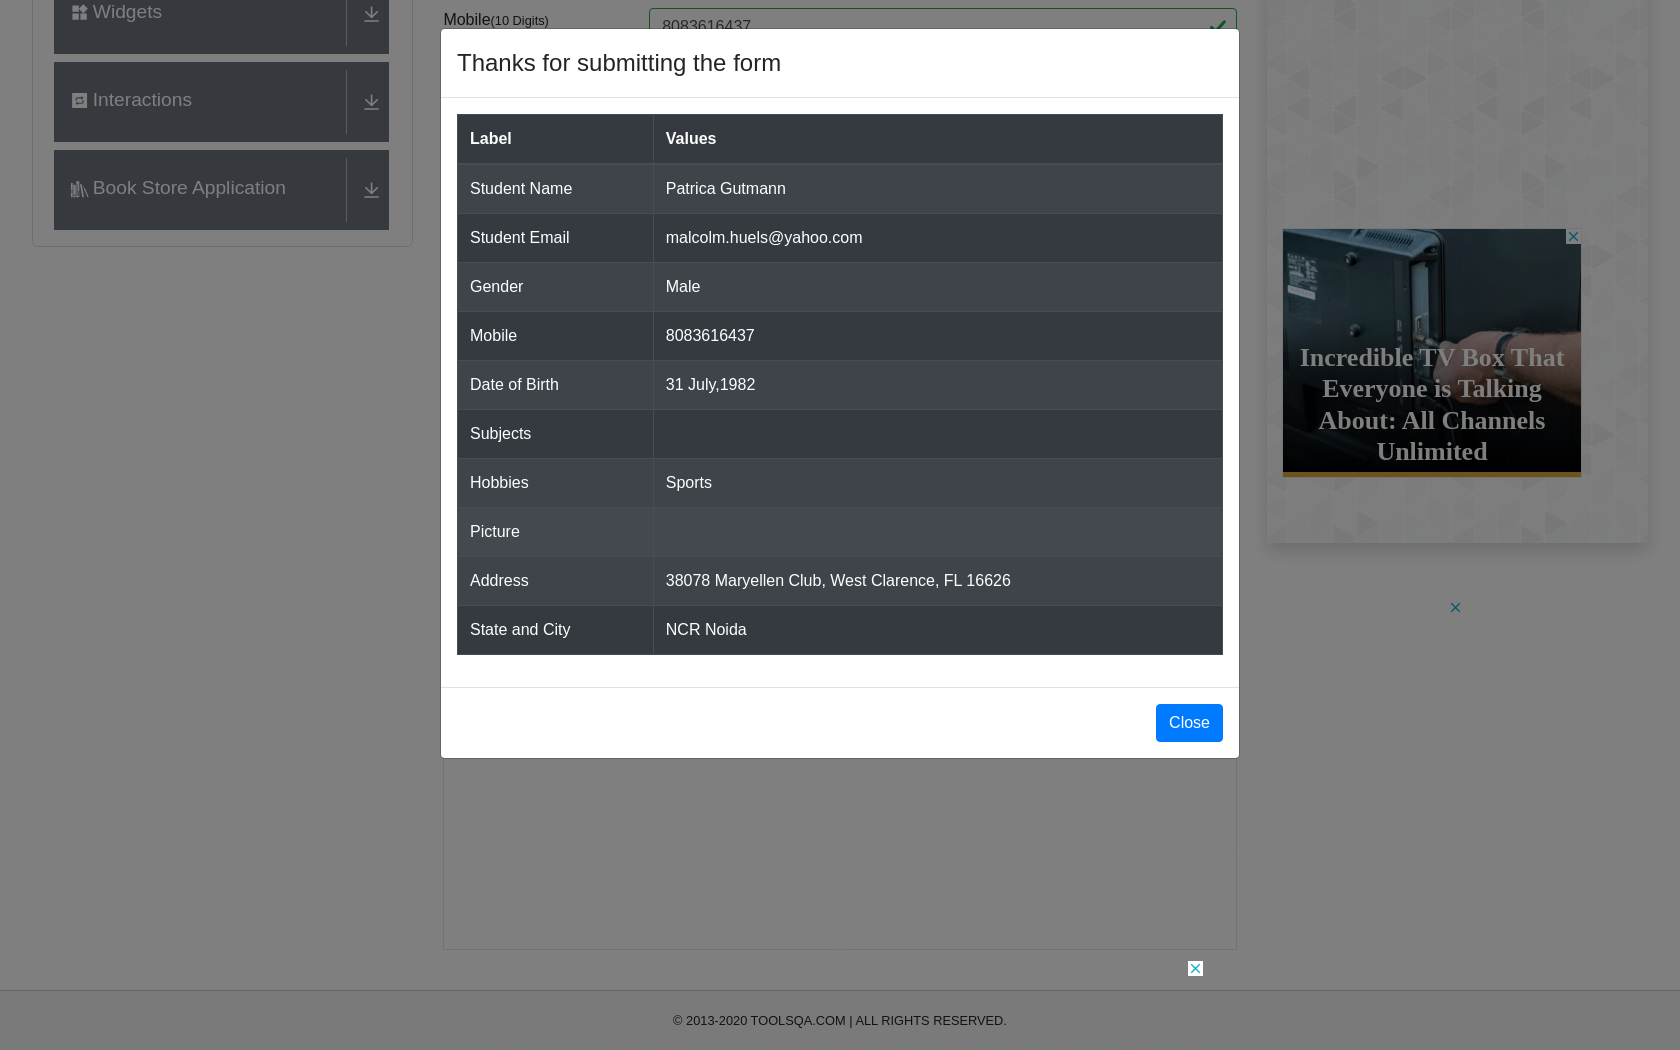 Widgets
Interactions
Book Store Application
Mobile(10 Digits)
8083616437
Thanks for submitting the form
Label Values
Student Name Patrica Gutmann
Student Email malcolm.huels@yahoo.com
Gender Male
Mobile 8083616437
Date of Birth 31 July,1982
Subjects
Hobbies Sports
Picture
Address 38078 Maryellen Club, West Clarence, FL 16626
State and City NCR Noida
Close
Incredible TV Box That
Everyone is Talking
About: All Channels
Unlimited
© 2013-2020 TOOLSQA.COM | ALL RIGHTS RESERVED.